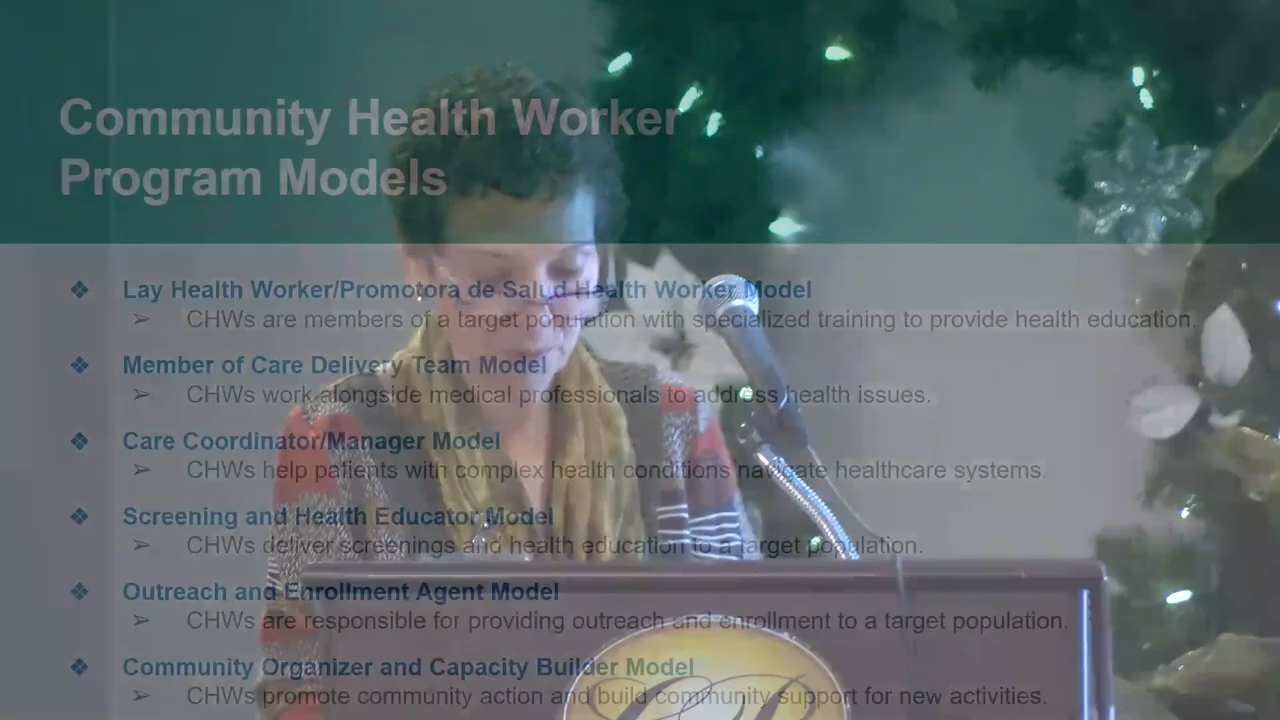 Community Health Worker
Program Models
❖ Lay Health Worker/Promotora de Salud Health Worker Model
➢ CHWs are members of a target population with specialized training to provide health education.
❖ Member of Care Delivery Team Model
➢ CHWs work alongside medical professionals to address health issues.
❖ Care Coordinator/Manager Model
➢ CHWs help patients with complex health conditions navigate healthcare systems.
❖ Screening and Health Educator Model
➢ CHWs deliver screenings and health education to a target population.
❖ Outreach and Enrollment Agent Model
➢ CHWs are responsible for providing outreach and enrollment to a target population.
❖ Community Organizer and Capacity Builder Model
➢ CHWs promote community action and build community support for new activities.